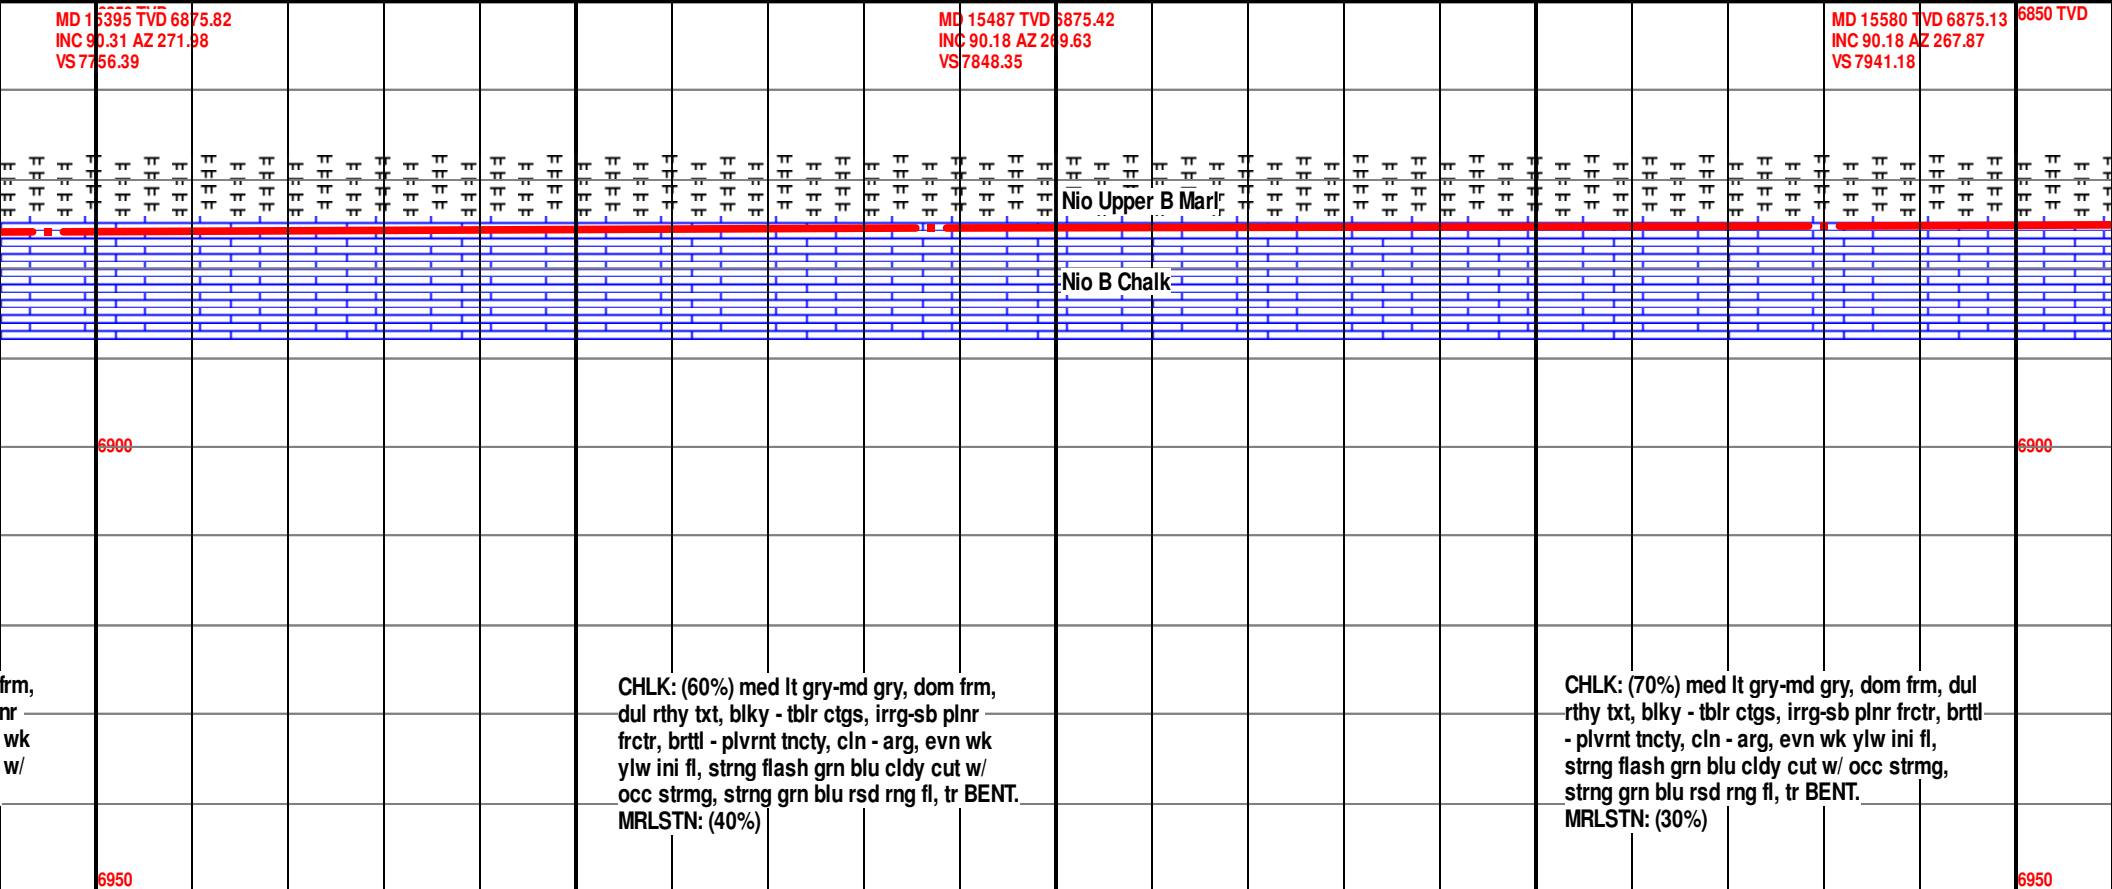 MD 15395 TVD 6875.82
INC 90.31 AZ 271.98
VS 7756.39
MD 15487 TVD 6875.42
INC 90.18 AZ 269.63
VS 7848.35
MD 15580 TVD 6875.13
INC 90.18 AZ 267.87
VS 7941.18
6850 TVD
Nio Upper B Marl
Nio B Chalk
6900
6900
frm,
nr
wk
w/
CHLK: (60%) med lt gry-md gry, dom frm,
dul rthy txt, blky - tblr ctgs, irrg-sb plnr
frctr, brttl - plvrnt tncty, cln - arg, evn wk
ylw ini fl, strng flash grn blu cldy cut w/
occ strmg, strng grn blu rsd rng fl, tr BENT.
MRLSTN: (40%)
CHLK: (70%) med lt gry-md gry, dom frm, dul
rthy txt, blky - tblr ctgs, irrg-sb plnr frctr, brttl
- plvrnt tncty, cln - arg, evn wk ylw ini fl,
strng flash grn blu cldy cut w/ occ strmg,
strng grn blu rsd rng fl, tr BENT.
MRLSTN: (30%)
6950
6950